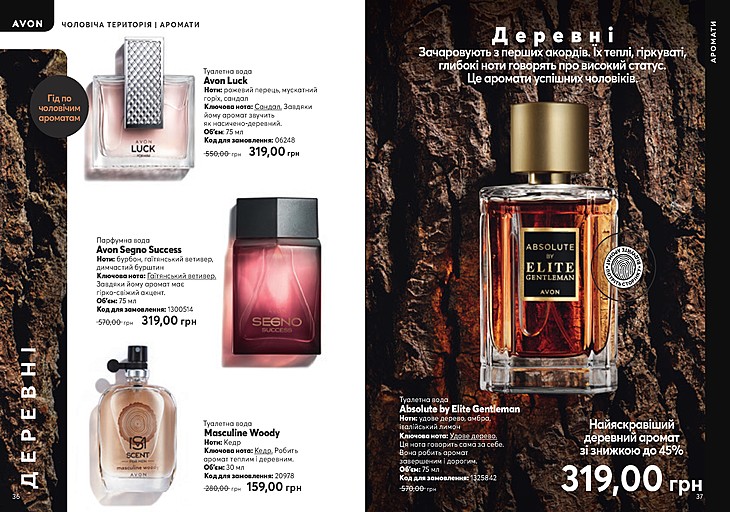 AVON
ЧОЛОВІЧА ТЕРИТОРІЯ | АРОМАТИ
Гід по
чоловічим
ароматам
AVON
LUCK
FOR HIM
Туалетна вода
Avon Luck
Ноти: рожевий перець, мускатний
горіх, сандал
Ключова нота: Сандал. Завдяки
йому аромат звучить
як насичено-деревний.
Об'єм: 75 мл
Код для замовлення: 06248
550,00 грн 319,00 грн
Парфумна вода
Avon Segno Success
Ноти: бурбон, гаїтянський ветивер,
димчастий бурштин
Ключова нота: Гаїтянський ветивер.
Завдяки йому аромат має
гірко-свіжий акцент.
Об'єм: 75 мл
Код для замовлення: 1300514
570,00 грн 319,00 грн
SEGNO
SUCCESS
SCENT
masculine woody
AVON
Туалетна вода
Masculine Woody
Ноти: Кедр
Ключова нота: Кедр. Робить
аромат теплим і деревним.
Об'єм: 30 мл
Код для замовлення: 20978
280,00 грн 159,00 грн
ДЕРЕВНІ
36
Деревні
Зачаровують з перших акордів. Їх теплі, гіркуваті,
глибокі ноти говорять про високий статус.
Це аромати успішних чоловіків.
АРОМАТИ
ABSOLUTE
BY
ELITE
GENTLEMAN
AVON
Туалетна вода
Absolute by Elite Gentleman
Ноти: удове дерево, амбра,
івалійський лимон
Ключова нота: Удове дерево.
Ця нота говорить сама за себе.
Вона робить аромат
завершеним і дорогим.
Об'єм: 75 мл
Код для замовлення: 1325842
570,00 грн
Найяскравіший
деревний аромат
зі знижкою до 45%
319,00 грн
37